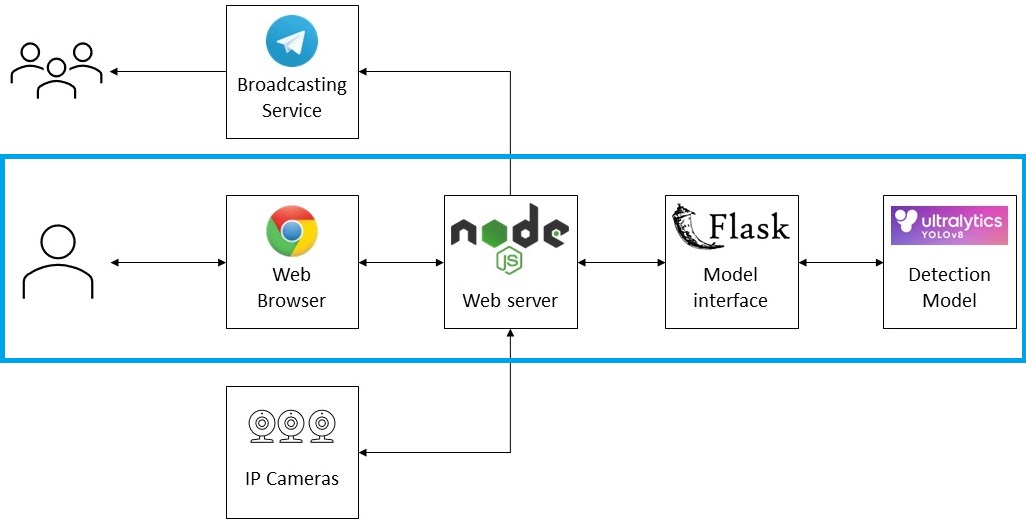 Broadcasting
Service
Web
Browser
node
JS
Web server
Flask
Model
interface
ultralytics
YOLOv8
Detection
Model
IP Cameras